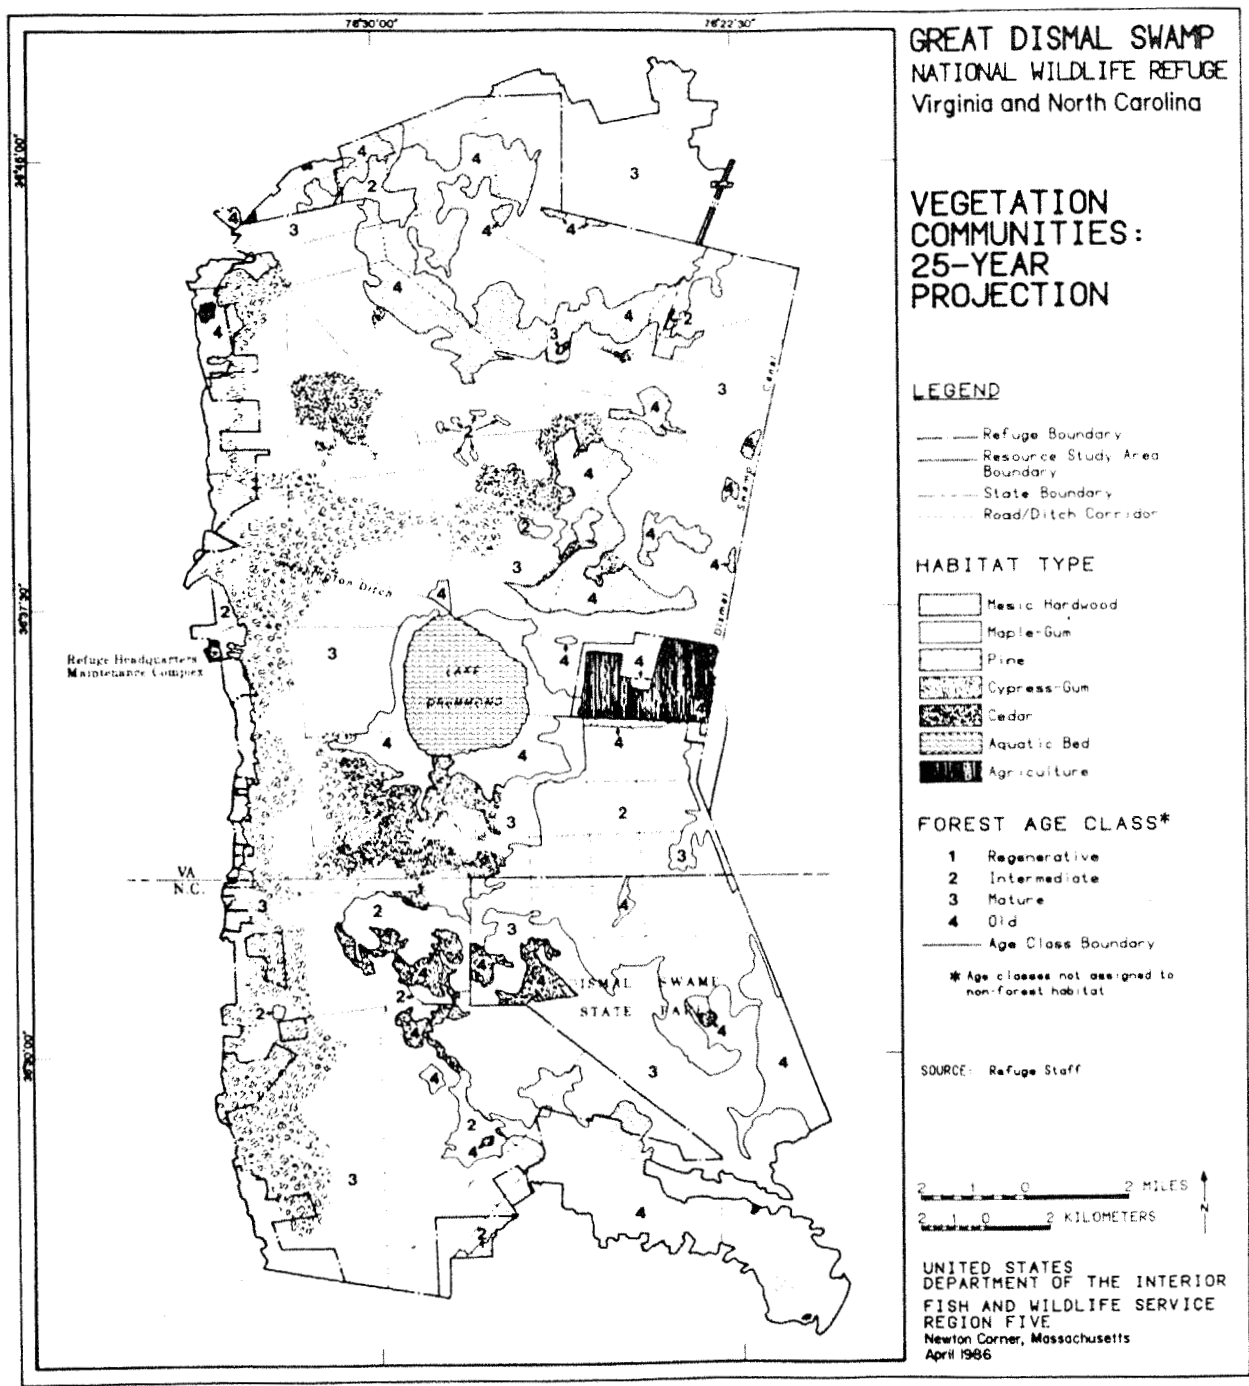 76°30'00"
76°22'30"
GREAT DISMAL SWAMP
NATIONAL WILDLIFE REFUGE
Virginia and North Carolina
VEGETATION
COMMUNITIES:
25-YEAR
PROJECTION
LEGEND
Refuge Boundary
Resource Study Area
Boundary
State Boundary
Road/Ditch Corridor
HABITAT TYPE
Mesic Hardwood
Maple-Gum
Pine
Cypress-Gum
Cedar
Aquatic Bed
Agriculture
FOREST AGE CLASS*
1 Regenerative
2 Intermediate
3 Mature
4 Old
Age Class Boundary
* Age classes not assigned to
non-forest habitat
SOURCE: Refuge Staff
2 1 0 2 MILES
2 1 0 2 KILOMETERS
N
UNITED STATES
DEPARTMENT OF THE INTERIOR
FISH AND WILDLIFE SERVICE
REGION FIVE
Newton Corner, Massachusetts
April 1986
36°37'30"
Canal
Swamp
Dismal
Ditch
Refuge Headquarters
Maintenance Complex
LAKE
DRUMMOND
VA
N.C.
ISMAL SWAMP
STATE PARK